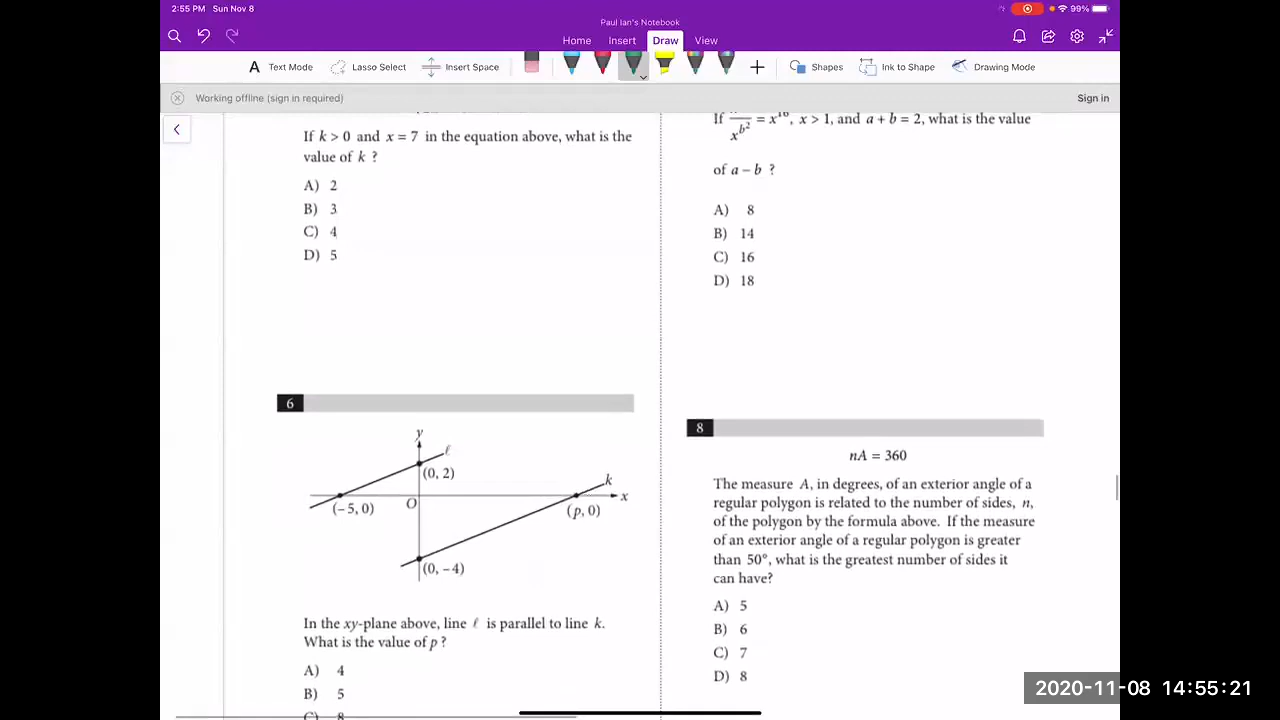 2:55 PM Sun Nov 8
99%
Paul Ian's Notebook
Home Insert Draw View
A Text Mode Lasso Select Insert Space Shapes Ink to Shape Drawing Mode
Working offline (sign in required) Sign in
If k > 0 and x = 7 in the equation above, what is the
value of k ?
A) 2
B) 3
C) 4
D) 5
6
y
ℓ
(0, 2)
k
x
(−5, 0)
O
(p, 0)
(0, −4)
In the xy-plane above, line ℓ is parallel to line k.
What is the value of p ?
A) 4
B) 5
C) 8
If
x^{b^2} = x^{16}, x > 1, and a + b = 2, what is the value
of a − b ?
A) 8
B) 14
C) 16
D) 18
8
nA = 360
The measure A, in degrees, of an exterior angle of a
regular polygon is related to the number of sides, n,
of the polygon by the formula above. If the measure
of an exterior angle of a regular polygon is greater
than 50°, what is the greatest number of sides it
can have?
A) 5
B) 6
C) 7
D) 8
2020-11-08 14:55:21